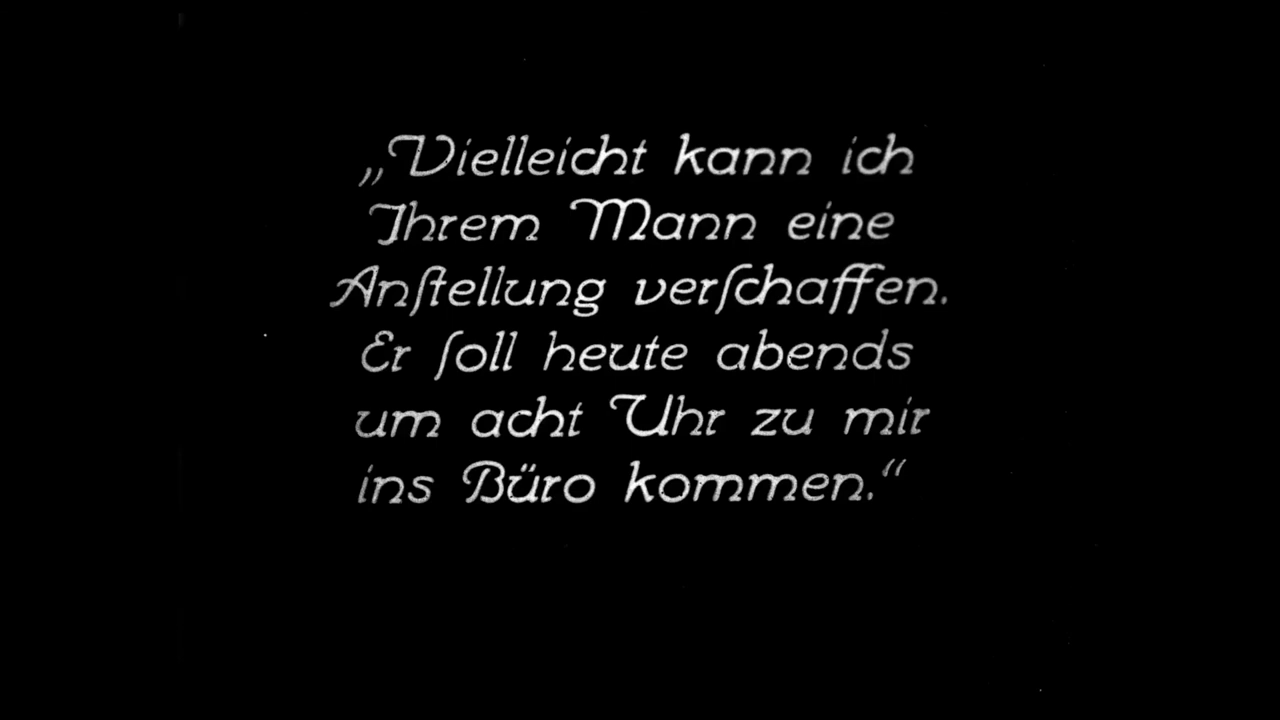 „Vielleicht kann ich
Ihrem Mann eine
Anſtellung verſchaffen.
Er ſoll heute abends
um acht Uhr zu mir
ins Büro kommen.“